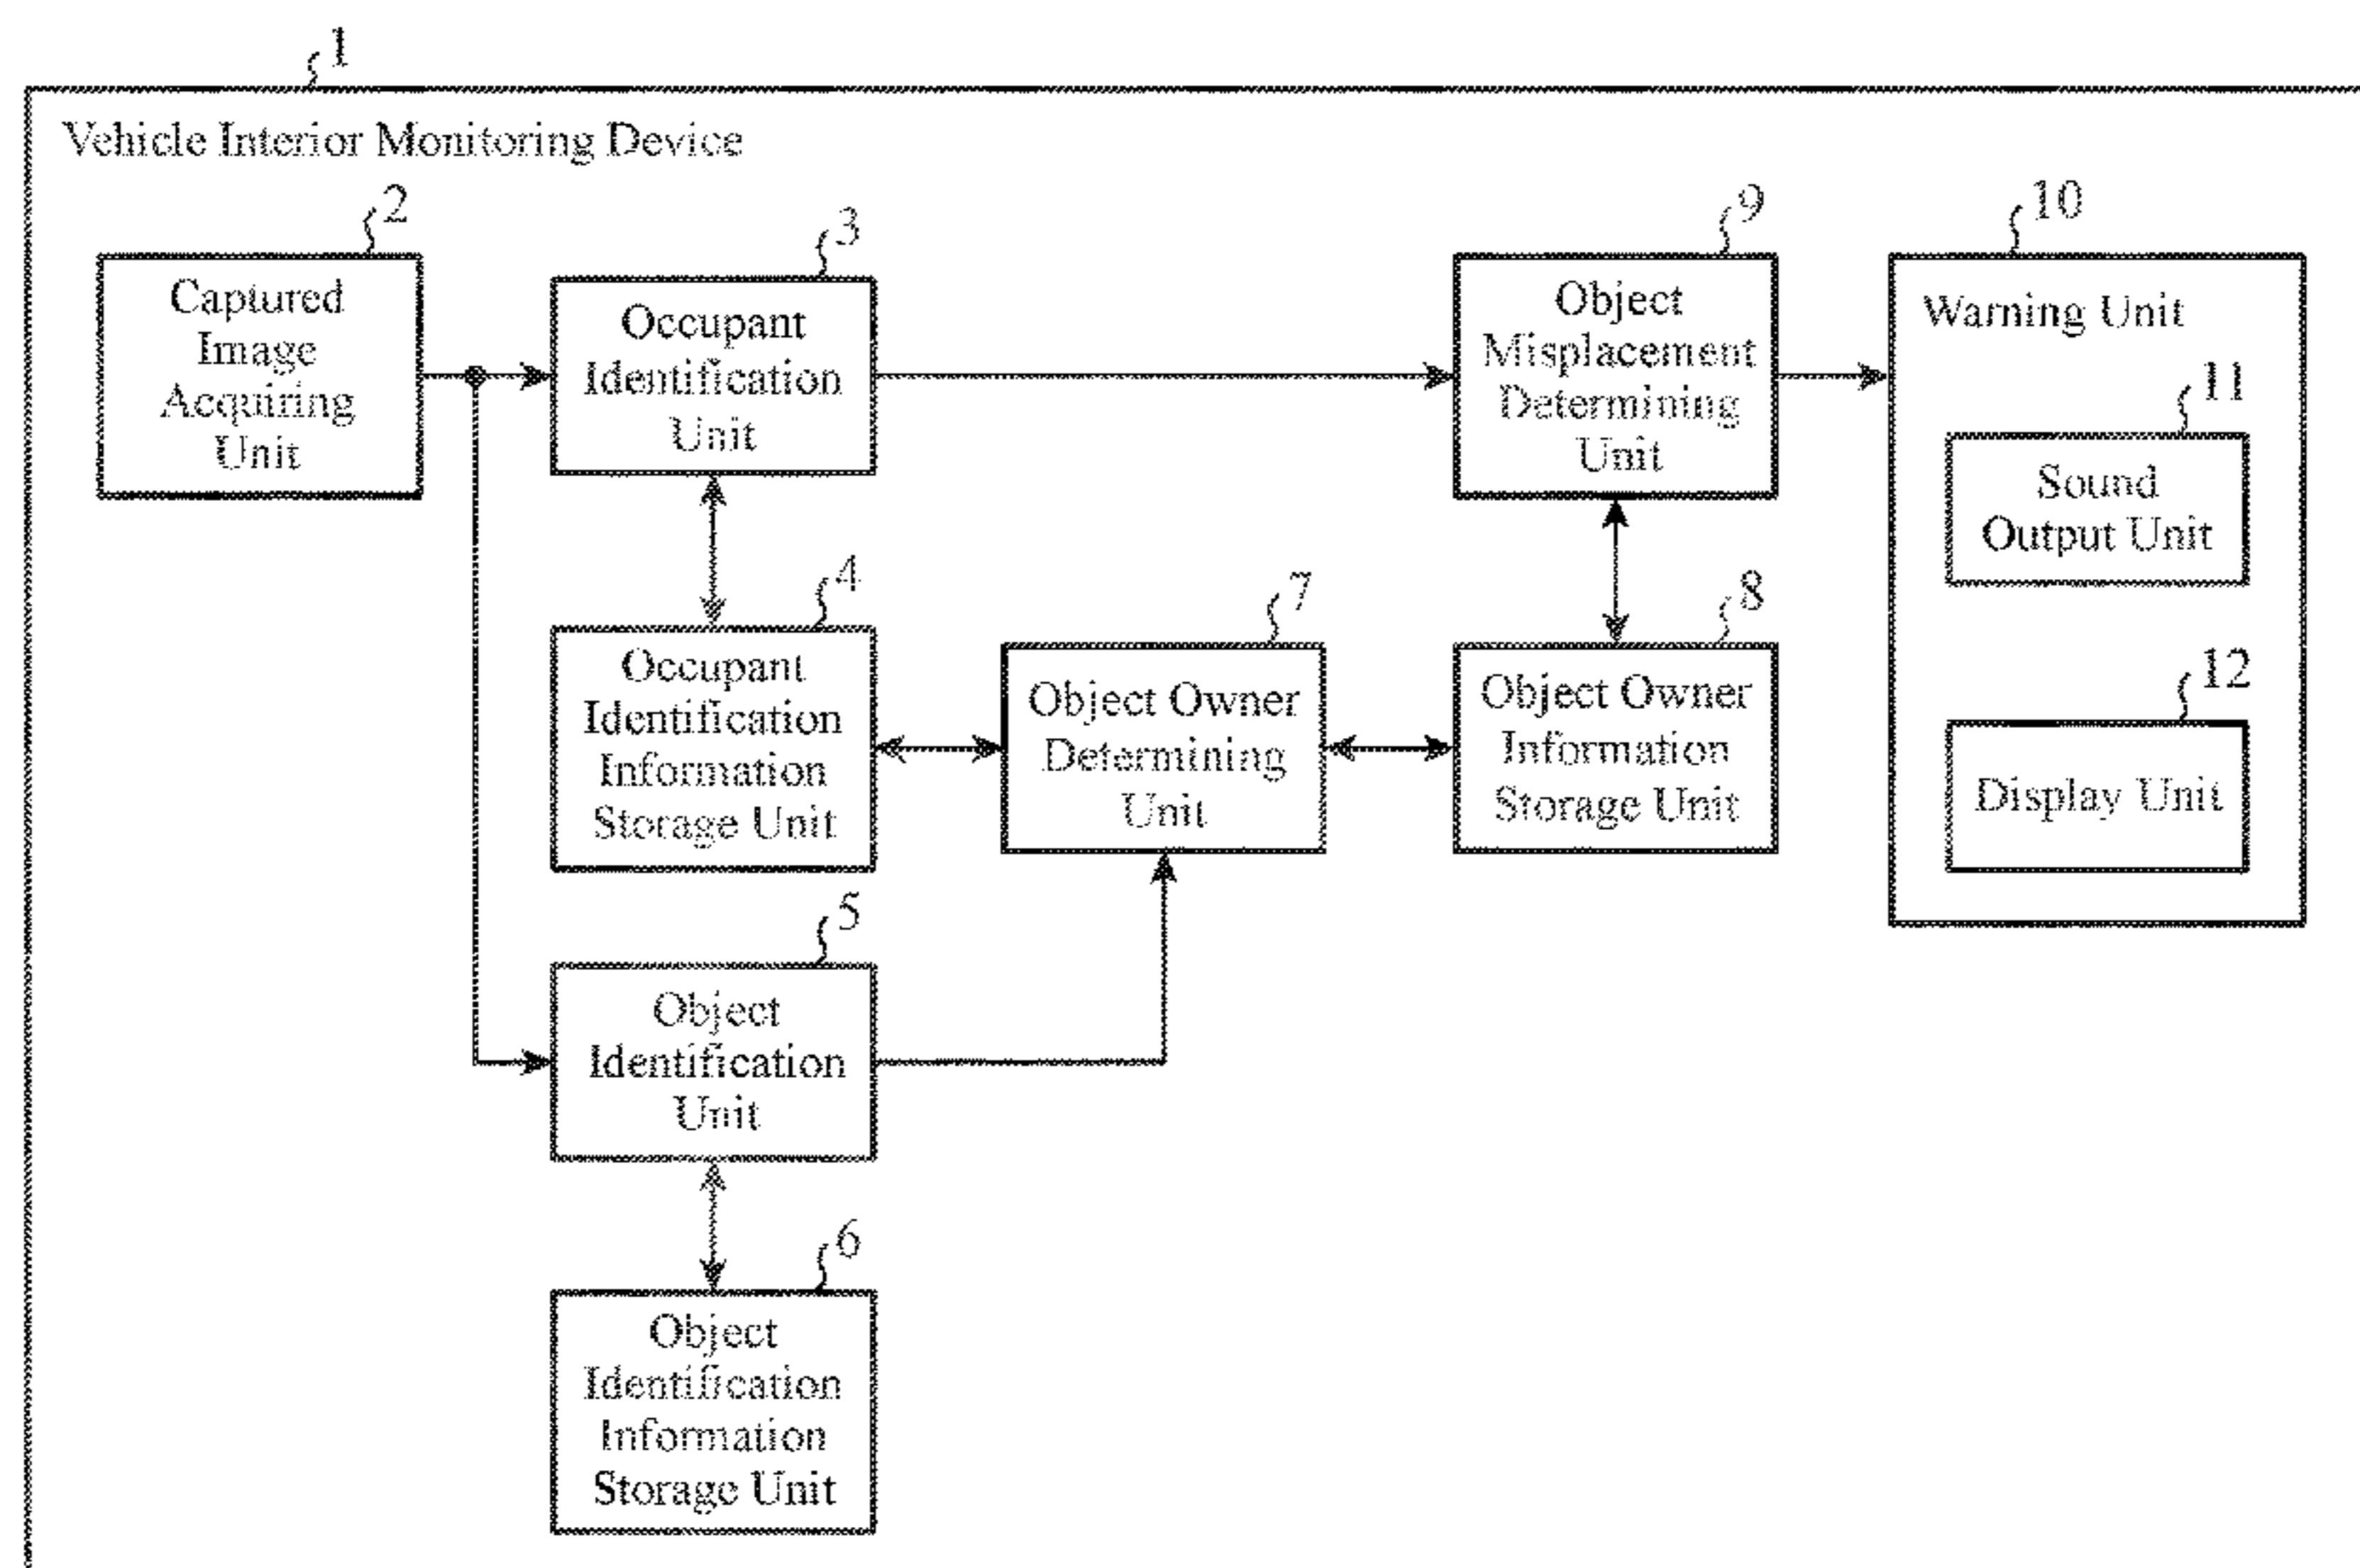 1
Vehicle Interior Monitoring Device
2
Captured
Image
Acquiring
Unit
3
Occupant
Identification
Unit
9
Object
Misplacement
Determining
Unit
10
Warning Unit
11
Sound
Output Unit
12
Display Unit
4
Occupant
Identification
Information
Storage Unit
7
Object Owner
Determining
Unit
8
Object Owner
Information
Storage Unit
5
Object
Identification
Unit
6
Object
Identification
Information
Storage Unit